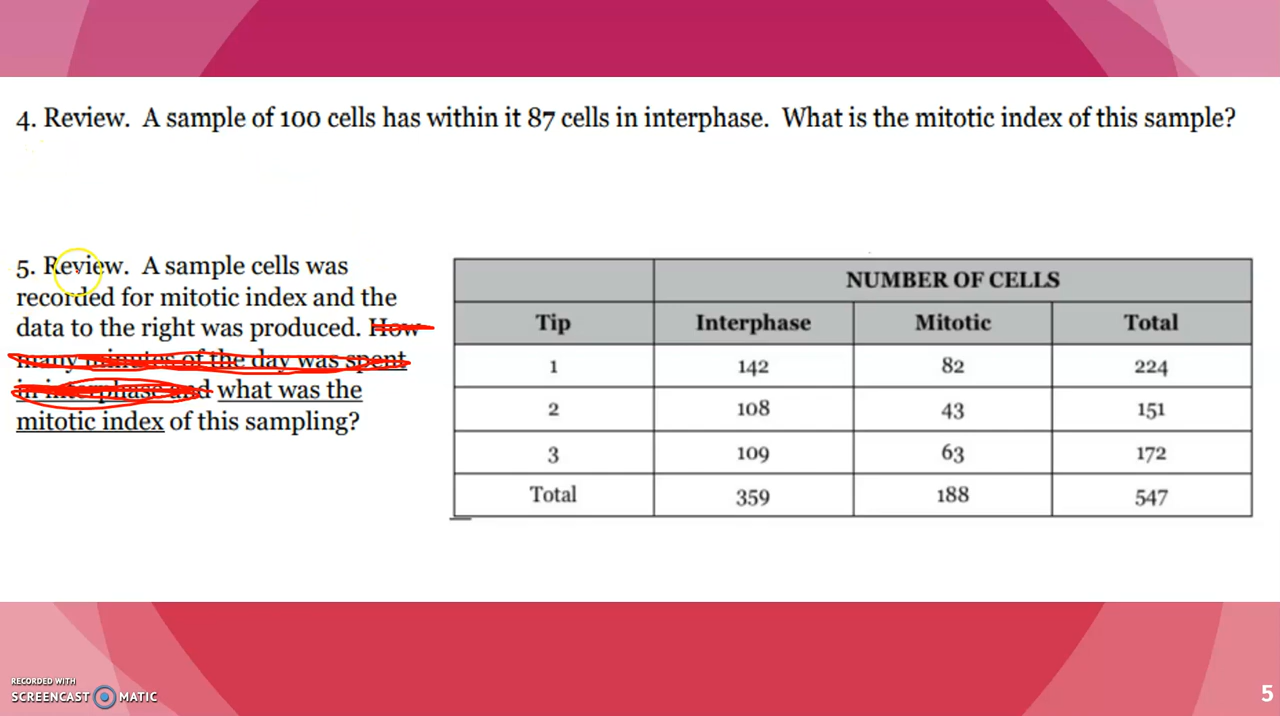 4. Review. A sample of 100 cells has within it 87 cells in interphase. What is the mitotic index of this sample?
5. Review. A sample cells was
recorded for mitotic index and the
data to the right was produced. How
many minutes of the day was spent
in interphase and what was the
mitotic index of this sampling?
NUMBER OF CELLS
Tip Interphase Mitotic Total
1 142 82 224
2 108 43 151
3 109 63 172
Total 359 188 547
RECORDED WITH
SCREENCAST MATIC
5